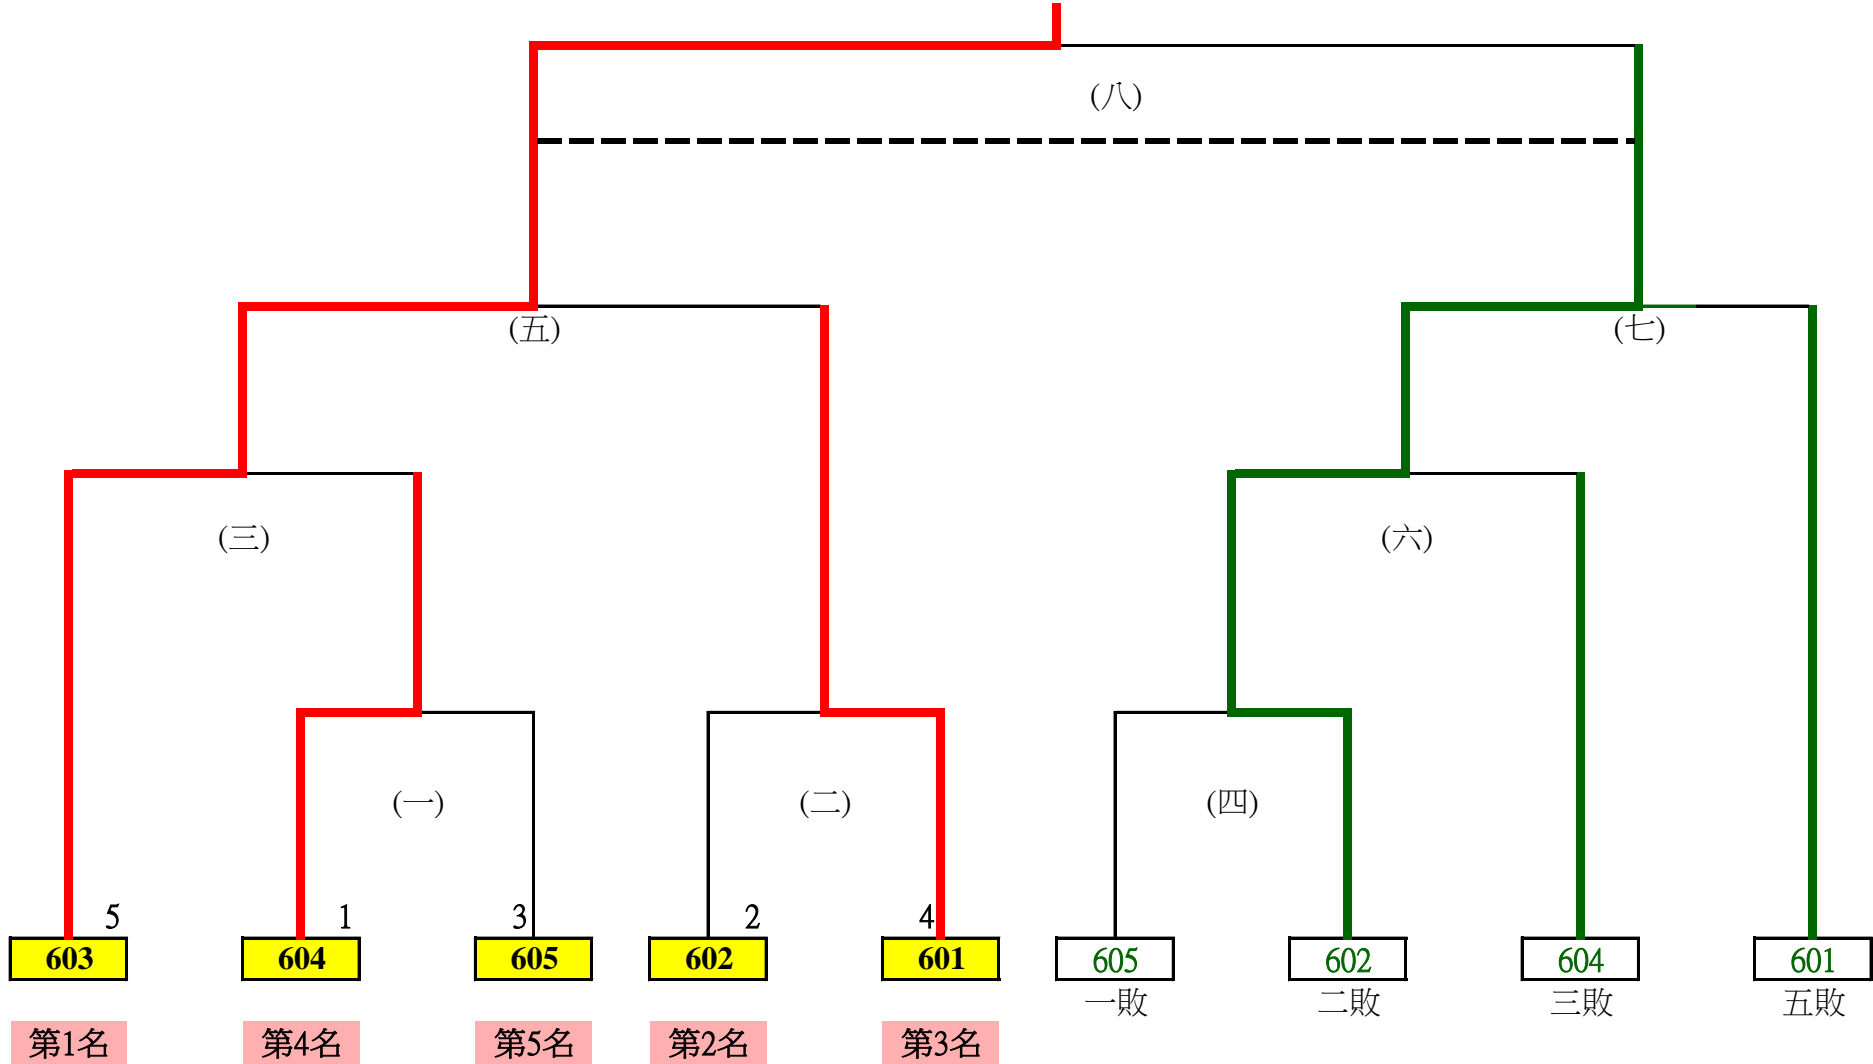 (八)
(五) (七)
(三) (六)
(一) (二) (四)
5 1 3 2 4
603 604 605 602 601 605 602 604 601
一敗 二敗 三敗 五敗
第1名 第4名 第5名 第2名 第3名